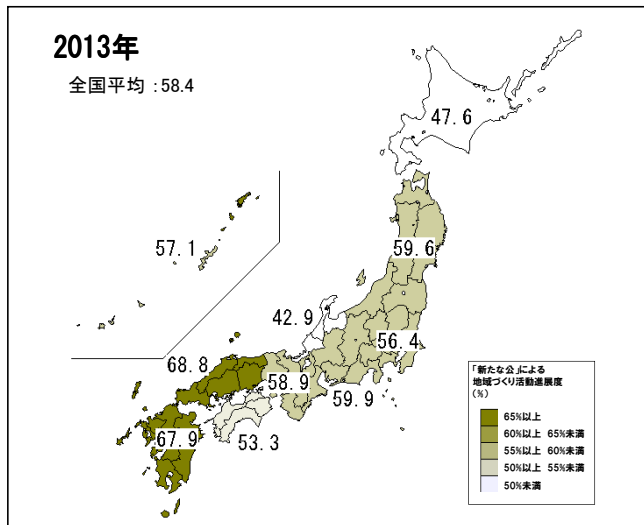 2013年
全国平均 ：58.4
47.6
57.1
59.6
42.9
56.4
68.8
58.9
59.9
67.9
53.3
「新たな公」による
地域づくり活動進展度
（%）
65%以上
60%以上 65%未満
55%以上 60%未満
50%以上 55%未満
50%未満